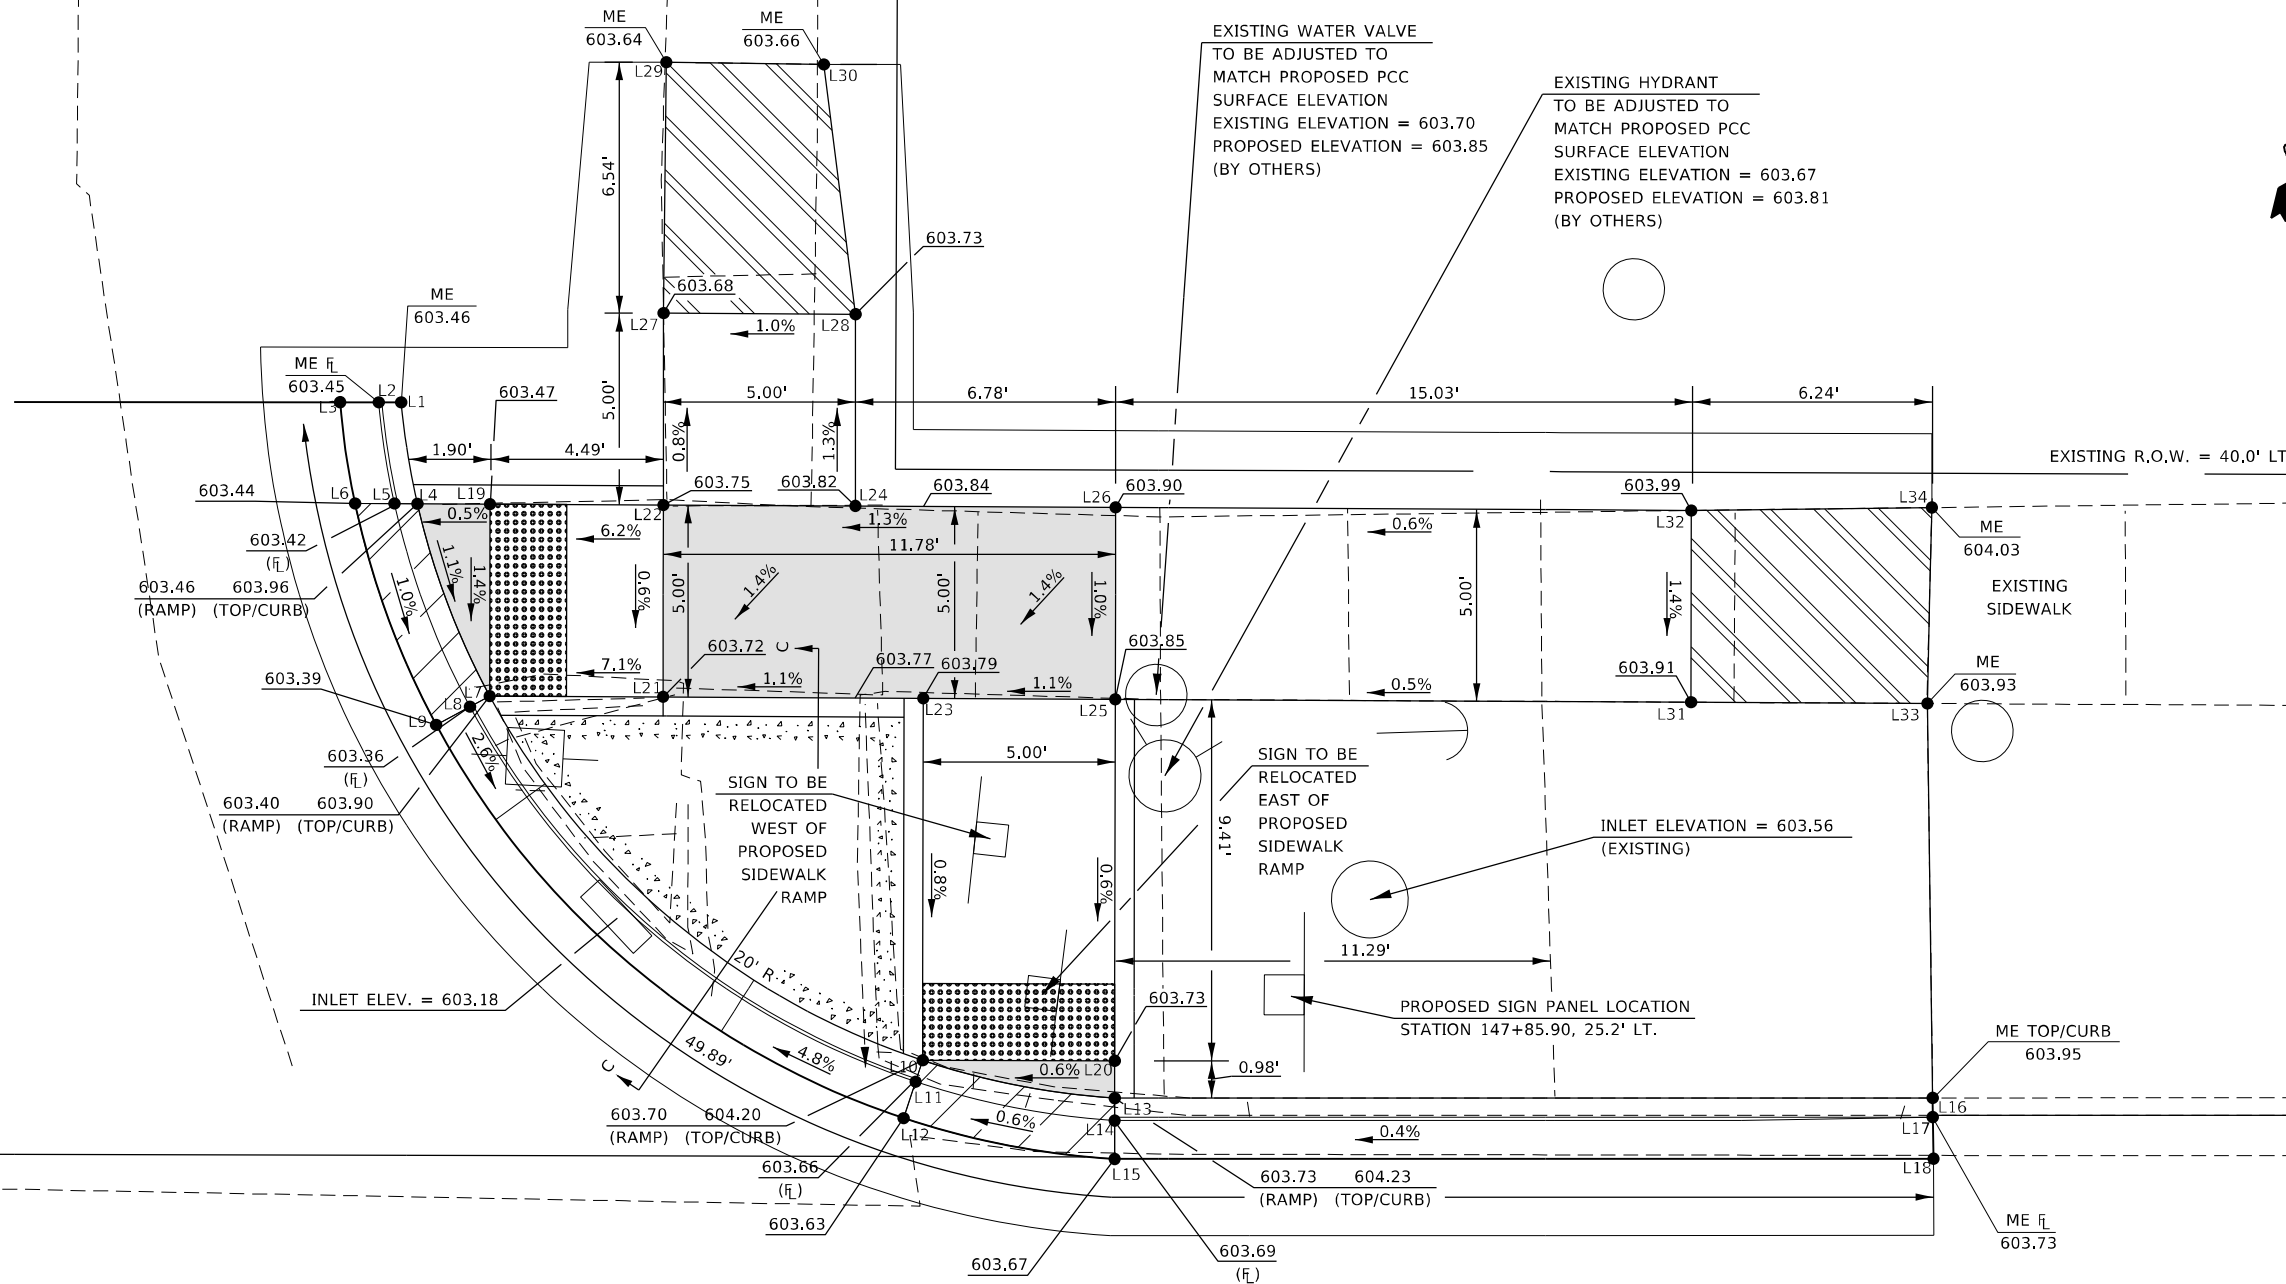 ME
603.64
ME
603.66
L29
L30
EXISTING WATER VALVE
TO BE ADJUSTED TO
MATCH PROPOSED PCC
SURFACE ELEVATION
EXISTING ELEVATION = 603.70
PROPOSED ELEVATION = 603.85
(BY OTHERS)
EXISTING HYDRANT
TO BE ADJUSTED TO
MATCH PROPOSED PCC
SURFACE ELEVATION
EXISTING ELEVATION = 603.67
PROPOSED ELEVATION = 603.81
(BY OTHERS)
6.54'
603.73
603.68
L27
1.0%
L28
ME
603.46
ME FL
603.45
L2
L3
L1
603.47
5.00'
5.00'
6.78'
15.03'
6.24'
0.8%
1.3%
1.90'
4.49'
EXISTING R.O.W. = 40.0' LT
603.44
L6
L5
L4
L19
603.75
603.82
L24
603.84
L26
603.90
603.99
L34
0.5%
L22
1.3%
0.6%
L32
ME
604.03
6.2%
11.78'
603.42
(FL)
1.1%
1.4%
1.0%
0.6%
5.00'
1.4%
5.00'
1.4%
1.0%
5.00'
1.4%
EXISTING
SIDEWALK
603.46 603.96
(RAMP) (TOP/CURB)
603.72
C
603.85
7.1%
603.77
603.79
603.91
ME
603.93
603.39
L7
L21
1.1%
1.1%
0.5%
L8
L9
L23
L25
L31
L33
2.6%
603.36
(FL)
5.00'
SIGN TO BE
RELOCATED
WEST OF
PROPOSED
SIDEWALK
RAMP
SIGN TO BE
RELOCATED
EAST OF
PROPOSED
SIDEWALK
RAMP
603.40 603.90
(RAMP) (TOP/CURB)
9.41'
INLET ELEVATION = 603.56
(EXISTING)
0.8%
0.6%
11.29'
20' R
INLET ELEV. = 603.18
603.73
PROPOSED SIGN PANEL LOCATION
STATION 147+85.90, 25.2' LT.
ME TOP/CURB
603.95
49.89'
4.8%
C
L10
0.6%
L20
0.98'
L11
L13
L16
603.70 604.20
(RAMP) (TOP/CURB)
L12
0.6%
L14
0.4%
L17
603.66
(FL)
L15
603.73 604.23
(RAMP) (TOP/CURB)
L18
603.63
603.67
603.69
(FL)
ME FL
603.73